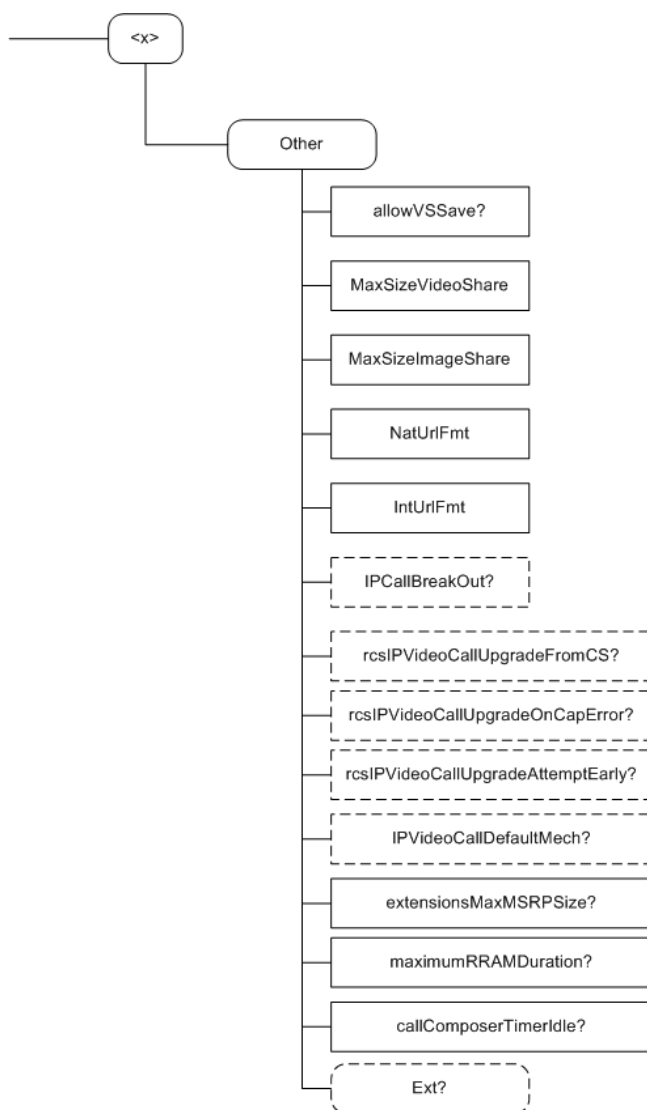 <x>
Other
allowVSSave?
MaxSizeVideoShare
MaxSizeImageShare
NatUrlFmt
IntUrlFmt
IPCallBreakOut?
rcsIPVideoCallUpgradeFromCS?
rcsIPVideoCallUpgradeOnCapError?
rcsIPVideoCallUpgradeAttemptEarly?
IPVideoCallDefaultMech?
extensionsMaxMSRPSize?
maximumRRAMDuration?
callComposerTimerIdle?
Ext?